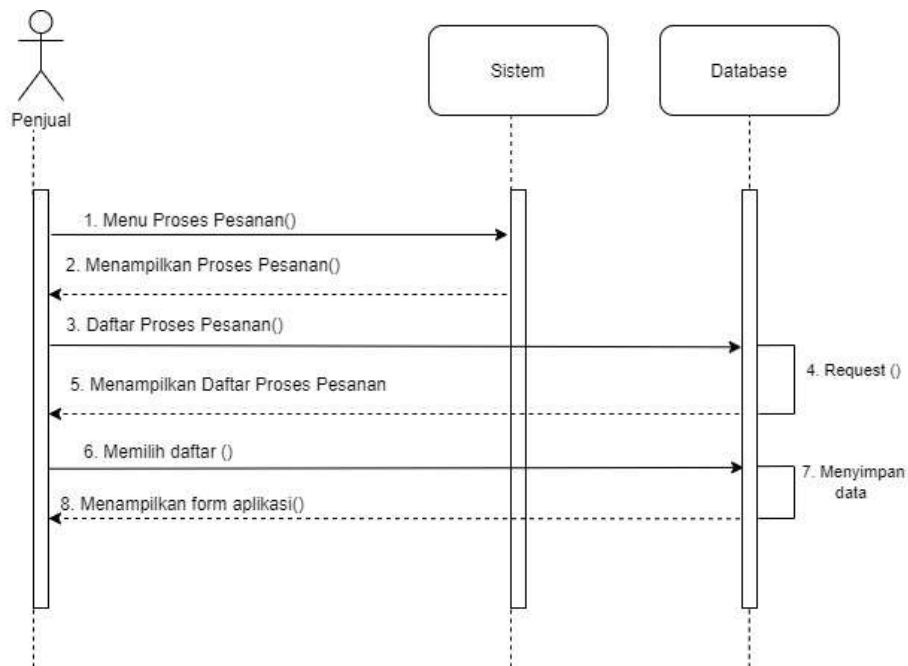 Penjual
Sistem
Database
1. Menu Proses Pesanan()
2. Menampilkan Proses Pesanan()
3. Daftar Proses Pesanan()
4. Request ()
5. Menampilkan Daftar Proses Pesanan
6. Memilih daftar ()
7. Menyimpan
data
8. Menampilkan form aplikasi()